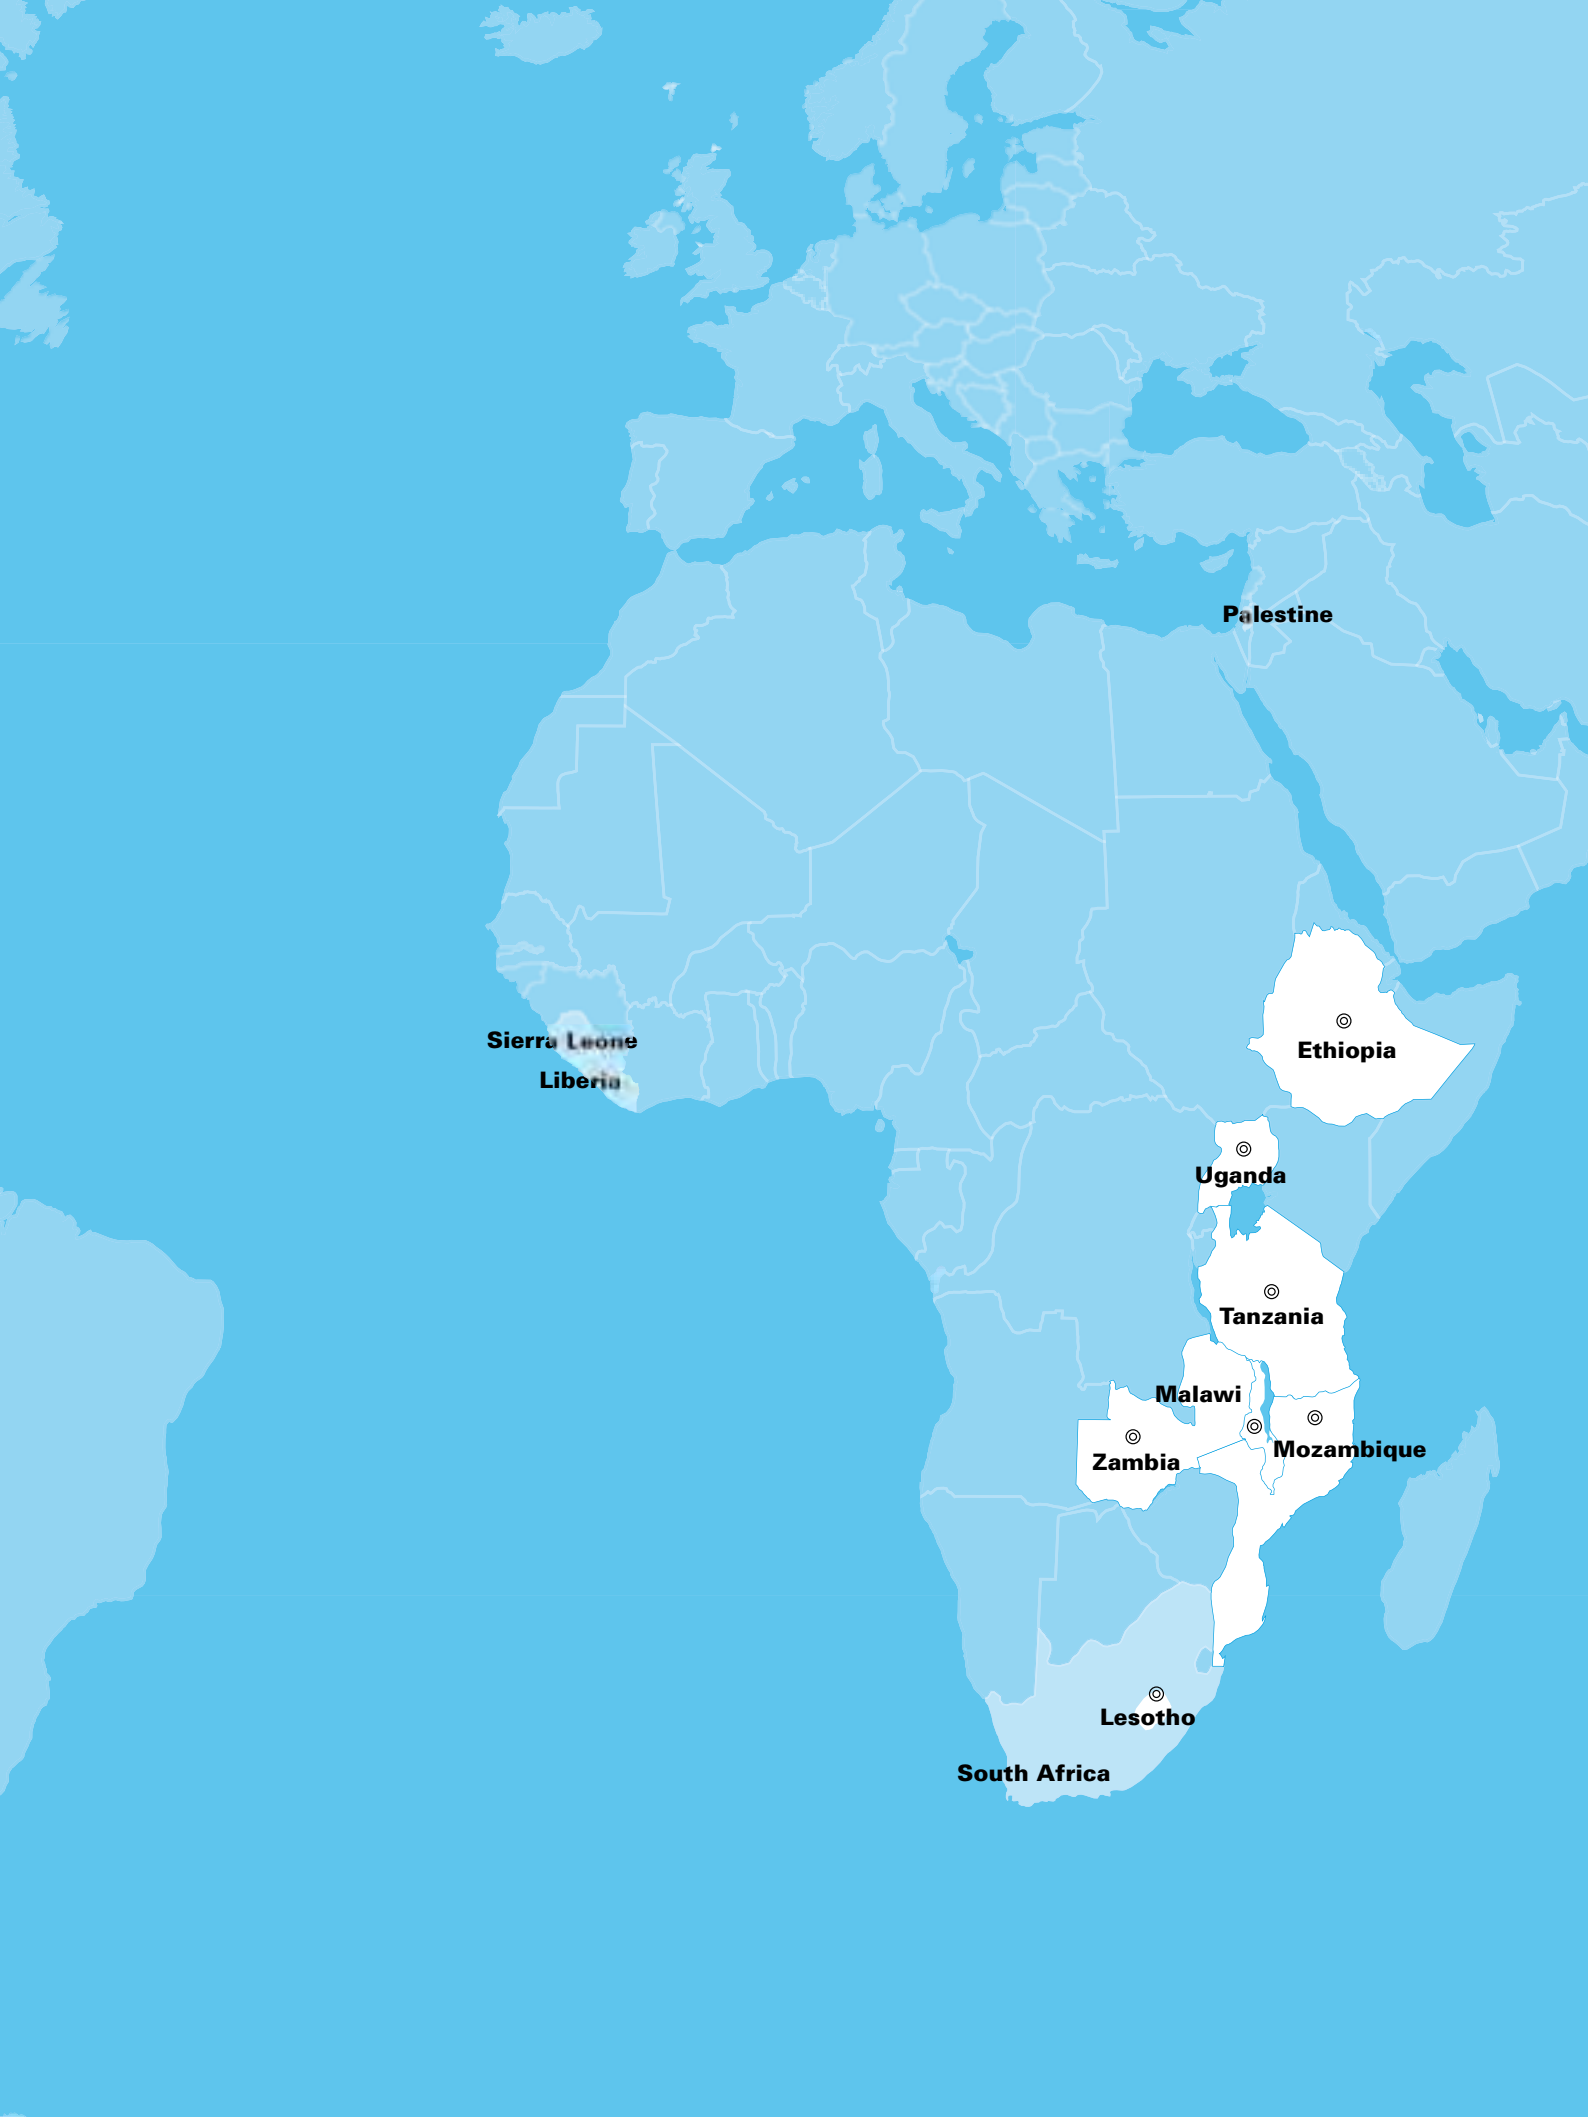 Palestine
Sierra Leone
Liberia
Ethiopia
Uganda
Tanzania
Malawi
Mozambique
Zambia
Lesotho
South Africa